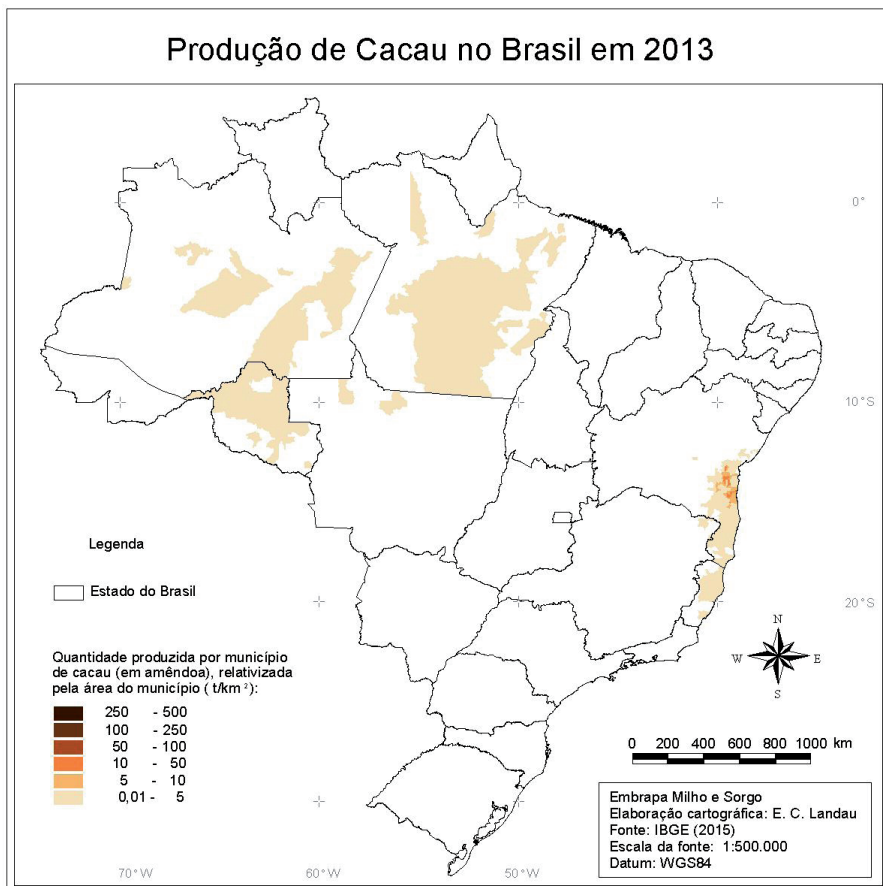 Produção de Cacau no Brasil em 2013
0°
10°S
Legenda
Estado do Brasil
20°S
N
W E
S
Quantidade produzida por município
de cacau (em amêndoa), relativizada
pela área do município ( t/km²):
250 - 500
100 - 250
50 - 100
10 - 50
5 - 10
0,01 - 5
0 200 400 600 800 1000 km
Embrapa Milho e Sorgo
Elaboração cartográfica: E. C. Landau
Fonte: IBGE (2015)
Escala da fonte: 1:500.000
Datum: WGS84
70°W 60°W 50°W